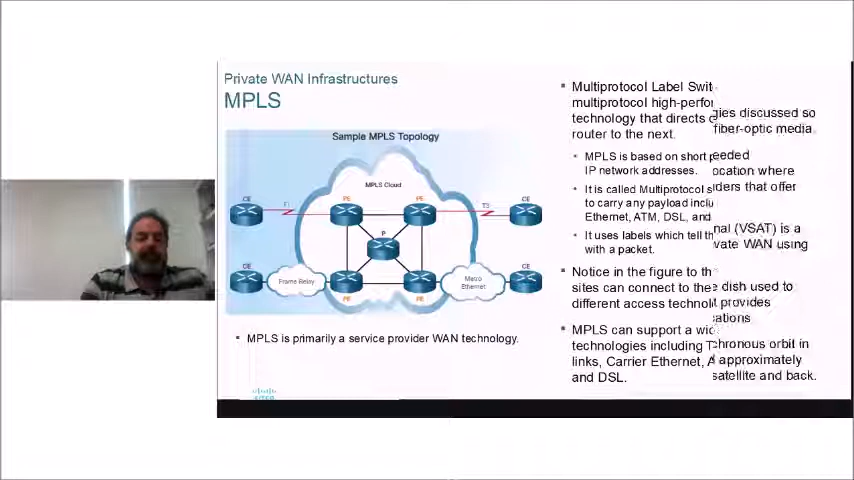 Private WAN Infrastructures
MPLS
Sample MPLS Topology
MPLS Cloud
CE
PE
PE
CE
T3
P
CE
CE
Frame Relay
Metro
Ethernet
PE
PE
MPLS is primarily a service provider WAN technology.
Multiprotocol Label Swit
multiprotocol high-perfor
technology that directs
router to the next.
MPLS is based on short
IP network addresses.
It is called Multiprotocol
to carry any payload inclu
Ethernet, ATM, DSL, and
It uses labels which tell th
with a packet.
Notice in the figure to th
sites can connect to the
different access technol
MPLS can support a wid
technologies including T
links, Carrier Ethernet, A
and DSL.
gies discussed so
fiber-optic media.
eeded
ocation where
ders that offer
nal (VSAT) is a
vate WAN using
dish used to
t provides
ations
chronous orbit in
approximately
satellite and back.
cisco